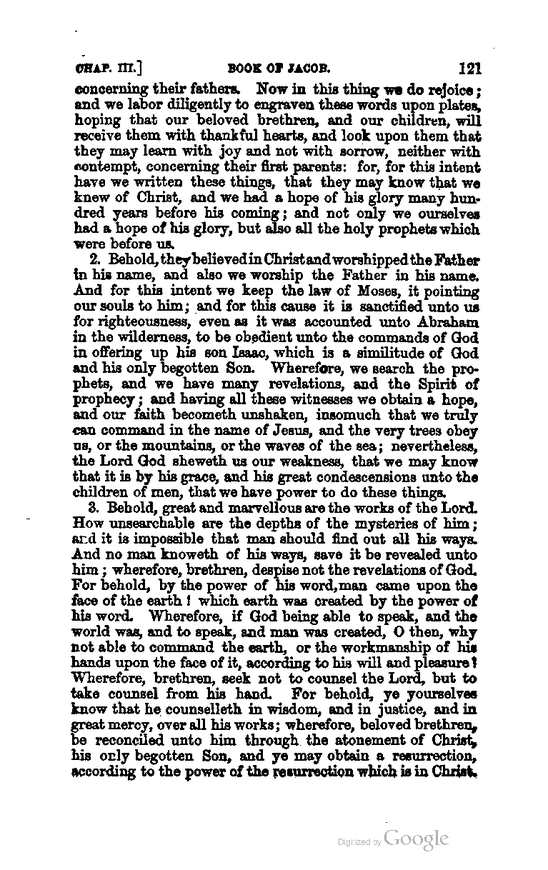 CHAP. III.] BOOK OF JACOB. 121
concerning their fathers. Now in this thing we do rejoice;
and we labor diligently to engraven these words upon plates,
hoping that our beloved brethren, and our children, will
receive them with thankful hearts, and look upon them that
they may learn with joy and not with sorrow, neither with
contempt, concerning their first parents: for, for this intent
have we written these things, that they may know that we
knew of Christ, and we had a hope of his glory many hun-
dred years before his coming; and not only we ourselves
had a hope of his glory, but also all the holy prophets which
were before us.
2. Behold, they believed in Christ and worshipped the Father
in his name, and also we worship the Father in his name.
And for this intent we keep the law of Moses, it pointing
our souls to him; and for this cause it is sanctified unto us
for righteousness, even as it was accounted unto Abraham
in the wilderness, to be obedient unto the commands of God
in offering up his son Isaac, which is a similitude of God
and his only begotten Son. Wherefore, we search the pro-
phets, and we have many revelations, and the Spirit of
prophecy; and having all these witnesses we obtain a hope,
and our faith becometh unshaken, insomuch that we truly
can command in the name of Jesus, and the very trees obey
us, or the mountains, or the waves of the sea; nevertheless,
the Lord God sheweth us our weakness, that we may know
that it is by his grace, and his great condescensions unto the
children of men, that we have power to do these things.
3. Behold, great and marvellous are the works of the Lord.
How unsearchable are the depths of the mysteries of him;
and it is impossible that man should find out all his ways.
And no man knoweth of his ways, save it be revealed unto
him; wherefore, brethren, despise not the revelations of God.
For behold, by the power of his word, man came upon the
face of the earth! which earth was created by the power of
his word. Wherefore, if God being able to speak, and the
world was, and to speak, and man was created, O then, why
not able to command the earth, or the workmanship of his
hands upon the face of it, according to his will and pleasure?
Wherefore, brethren, seek not to counsel the Lord, but to
take counsel from his hand. For behold, ye yourselves
know that he counselleth in wisdom, and in justice, and in
great mercy, over all his works; wherefore, beloved brethren,
be reconciled unto him through the atonement of Christ,
his only begotten Son, and ye may obtain a resurrection,
according to the power of the resurrection which is in Christ,
Digitized by Google